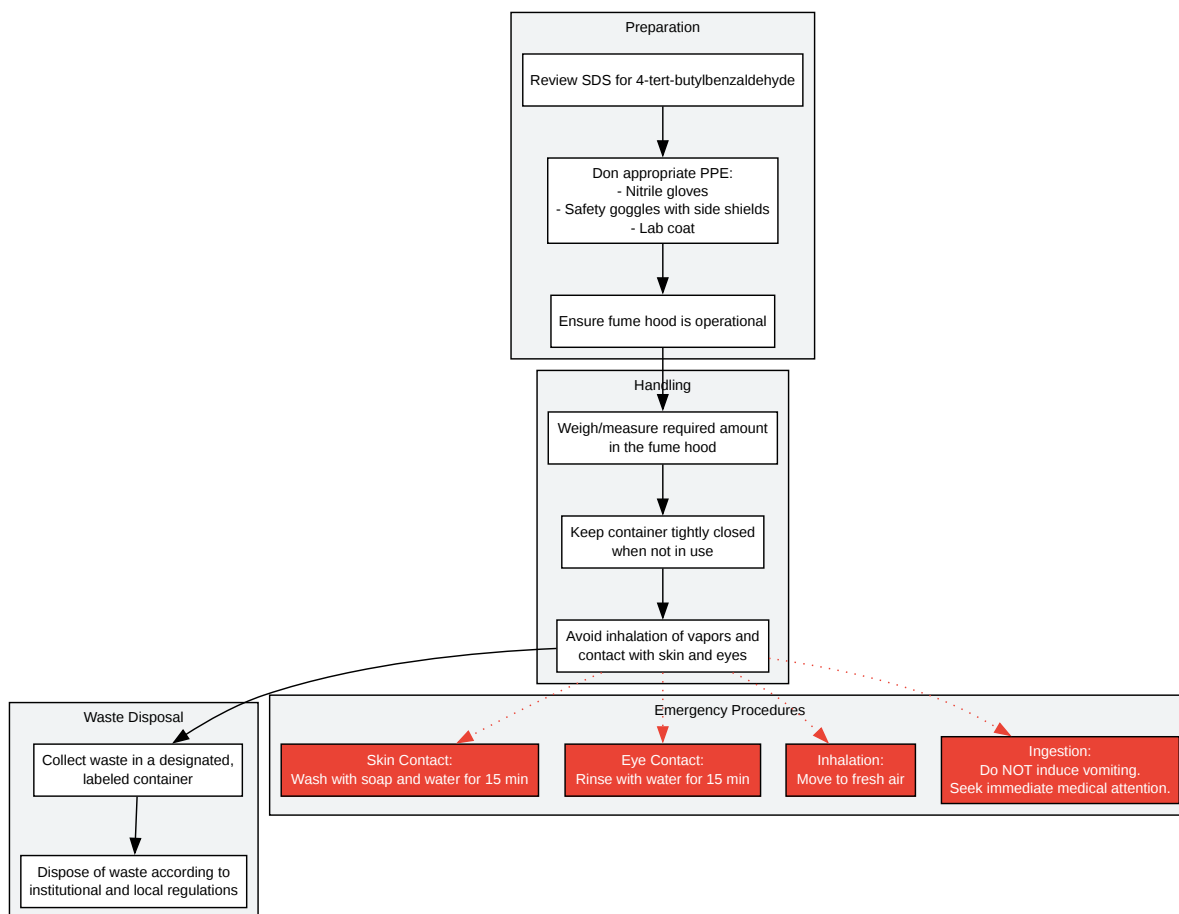 Preparation
Review SDS for 4-tert-butylbenzaldehyde
Don appropriate PPE:
- Nitrile gloves
- Safety goggles with side shields
- Lab coat
Ensure fume hood is operational
Handling
Weigh/measure required amount
in the fume hood
Keep container tightly closed
when not in use
Avoid inhalation of vapors and
contact with skin and eyes
Waste Disposal
Collect waste in a designated,
labeled container
Dispose of waste according to
institutional and local regulations
Emergency Procedures
Skin Contact:
Wash with soap and water for 15 min
Eye Contact:
Rinse with water for 15 min
Inhalation:
Move to fresh air
Ingestion:
Do NOT induce vomiting.
Seek immediate medical attention.